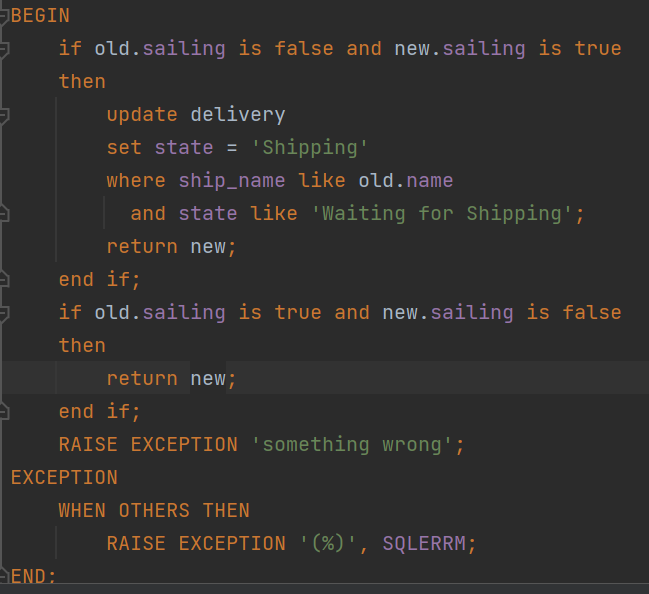 BEGIN
    if old.sailing is false and new.sailing is true
    then
        update delivery
        set state = 'Shipping'
        where ship_name like old.name
          and state like 'Waiting for Shipping';
        return new;
    end if;
    if old.sailing is true and new.sailing is false
    then
        return new;
    end if;
    RAISE EXCEPTION 'something wrong';
EXCEPTION
    WHEN OTHERS THEN
        RAISE EXCEPTION '(%)', SQLERRM;
END;